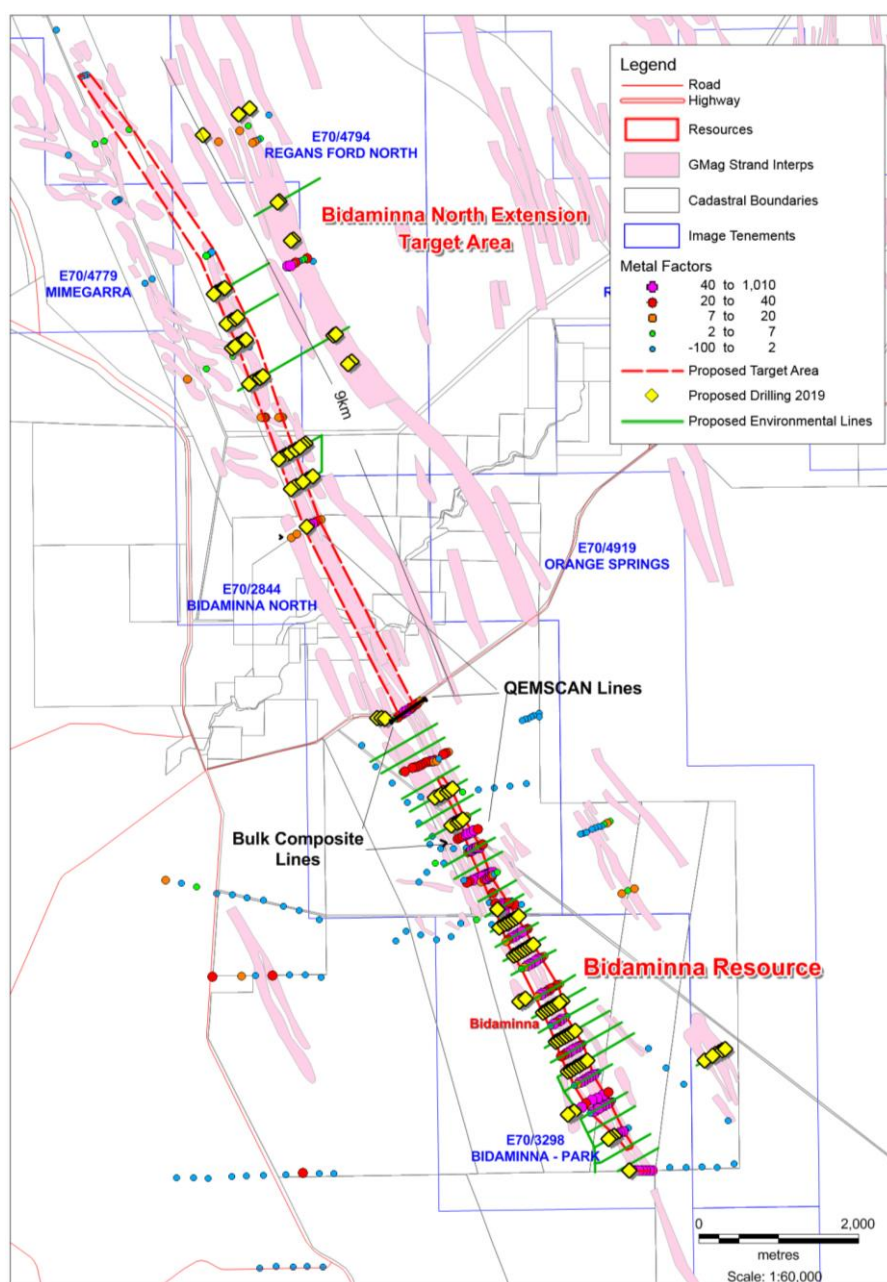 Legend
Road
Highway
Resources
GMag Strand Interps
Cadastral Boundaries
Image Tenements
Metal Factors
40 to 1,010
20 to 40
7 to 20
2 to 7
-100 to 2
Proposed Target Area
Proposed Drilling 2019
Proposed Environmental Lines
E70/4794
REGANS FORD NORTH
Bidaminna North Extension
Target Area
E70/4779
MIMEGARRA
R
9km
E70/4919
ORANGE SPRINGS
E70/2844
BIDAMINNA NORTH
QEMSCAN Lines
Bulk Composite
Lines
Bidaminna Resource
Bidaminna
E70/3298
BIDAMINNA - PARK
0 2,000
metres
Scale: 1:60,000